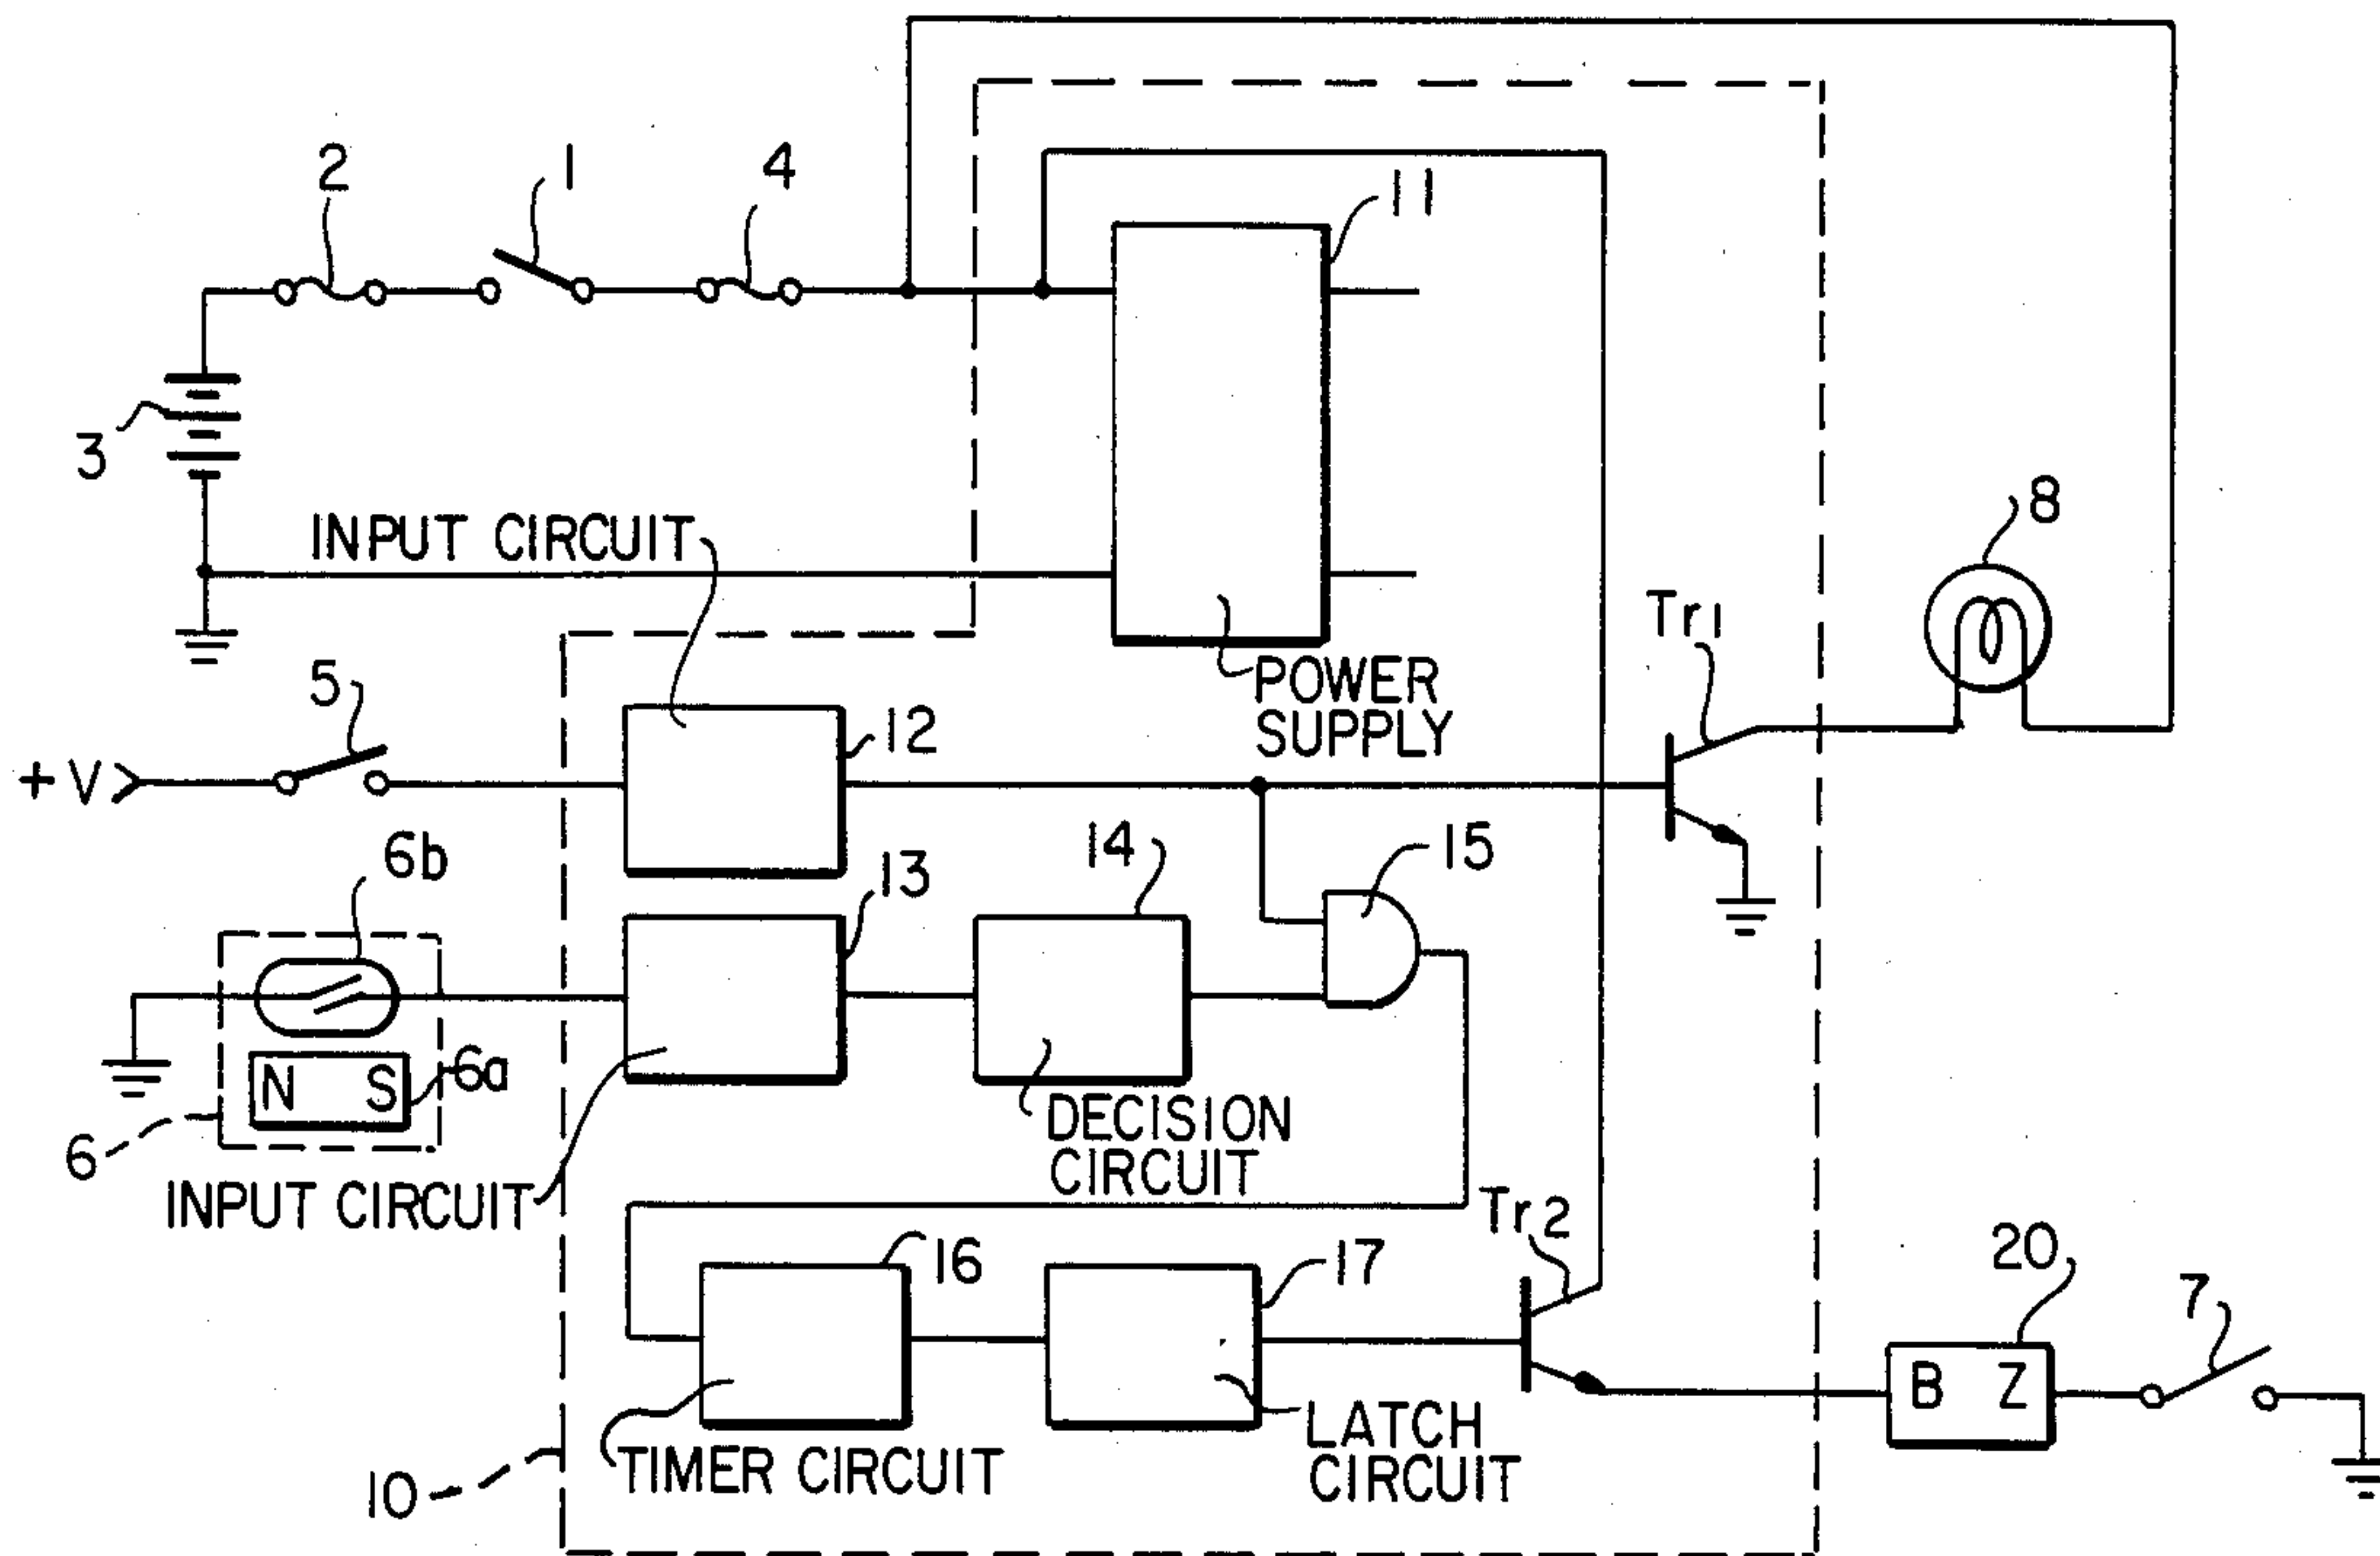 2
1
4
11
3
INPUT CIRCUIT
8
Tr1
5
POWER
SUPPLY
12
+V
6b
14
15
13
N S
6a
6
DECISION
CIRCUIT
INPUT CIRCUIT
Tr2
16
17
20
7
B Z
LATCH
CIRCUIT
TIMER CIRCUIT
10